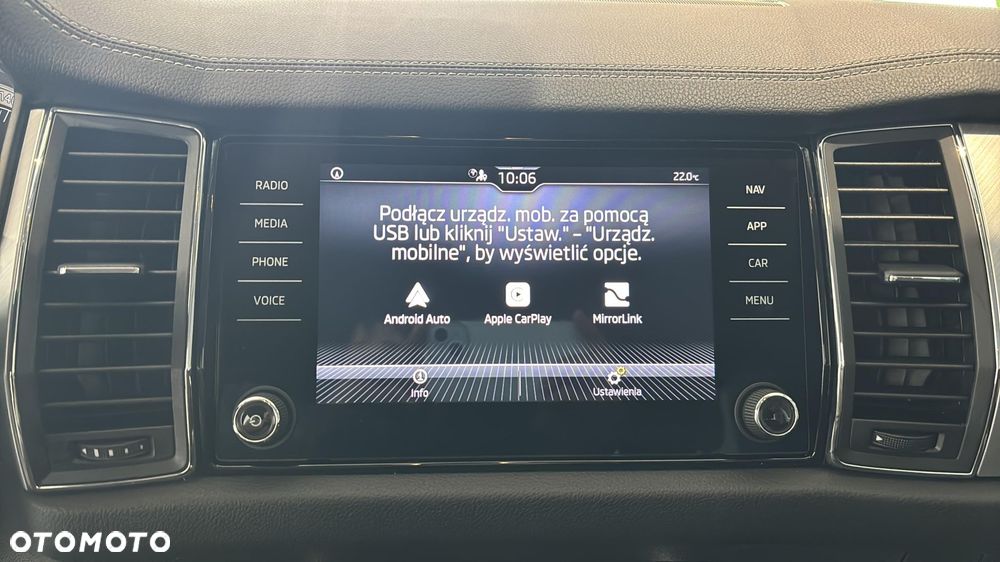 10:06
22.0°C
Podłącz urządz. mob. za pomocą
USB lub kliknij "Ustaw." – "Urządz.
mobilne", by wyświetlić opcje.
Android Auto
Apple CarPlay
MirrorLink
Info
Ustawienia
RADIO
MEDIA
PHONE
VOICE
NAV
APP
CAR
MENU
OTOMOTO